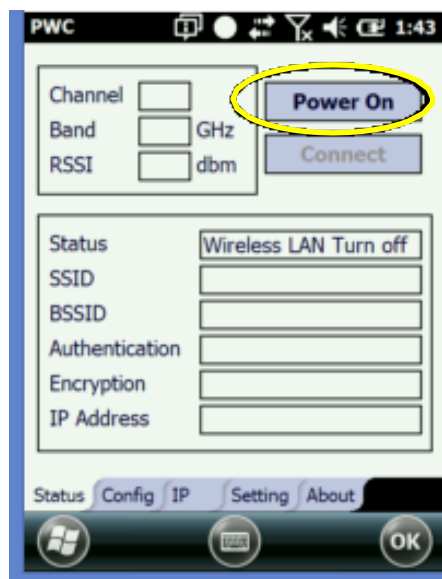 PWC 1:43
Channel
Power On
Band GHz
RSSI dbm
Connect
Status Wireless LAN Turn off
SSID
BSSID
Authentication
Encryption
IP Address
Status Config IP Setting About
OK